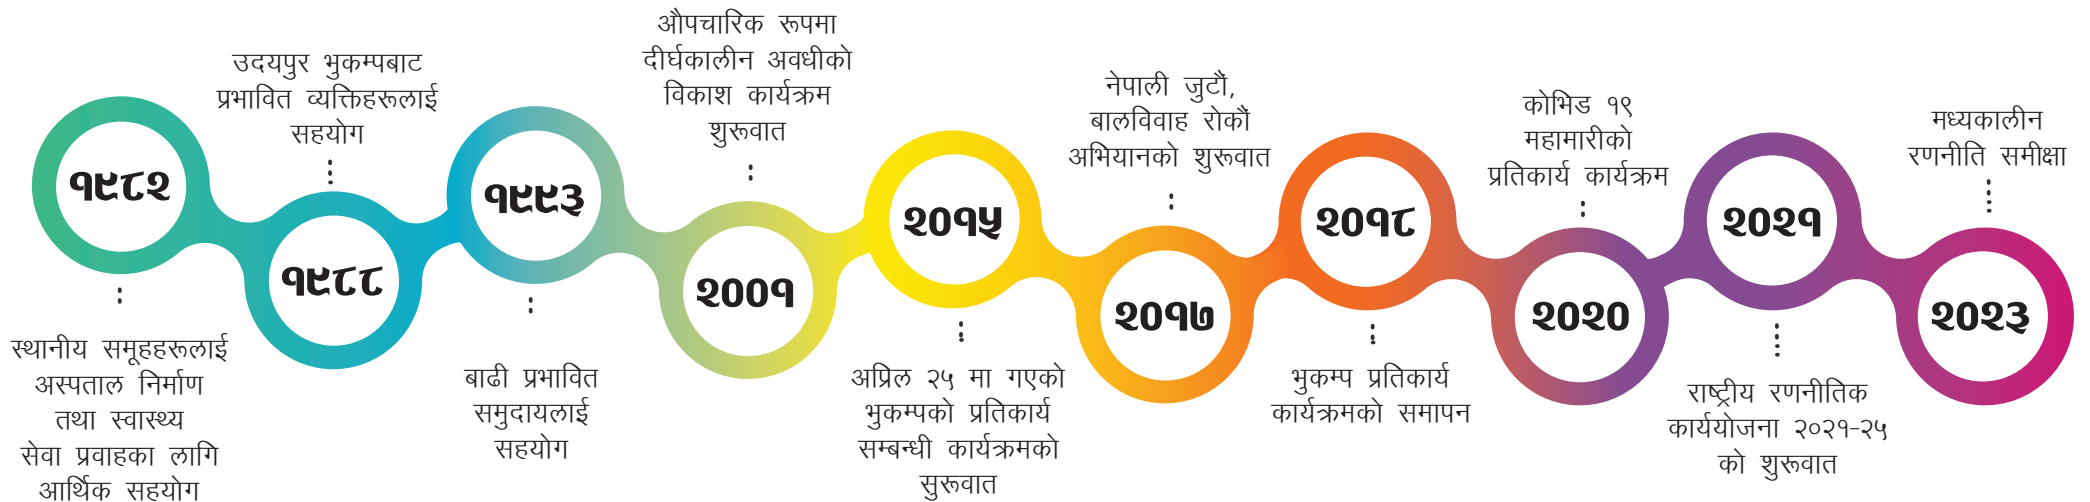 १९८२
स्थानीय समूहहरूलाई
अस्पताल निर्माण
तथा स्वास्थ्य
सेवा प्रवाहका लागि
आर्थिक सहयोग
उदयपुर भुकम्पबाट
प्रभावित व्यक्तिहरूलाई
सहयोग
१९८८
१९९३
बाढी प्रभावित
समुदायलाई
सहयोग
औपचारिक रूपमा
दीर्घकालीन अवधीको
विकाश कार्यक्रम
शुरूवात
२००१
२०१५
अप्रिल २५ मा गएको
भुकम्पको प्रतिकार्य
सम्बन्धी कार्यक्रमको
सुरूवात
नेपाली जुटौं,
बालविवाह रोकौं
अभियानको शुरूवात
२०१७
२०१८
भुकम्प प्रतिकार्य
कार्यक्रमको समापन
कोभिड १९
महामारीको
प्रतिकार्य कार्यक्रम
२०२०
२०२१
राष्ट्रीय रणनीतिक
कार्ययोजना २०२१-२५
को शुरूवात
मध्यकालीन
रणनीति समीक्षा
२०२३